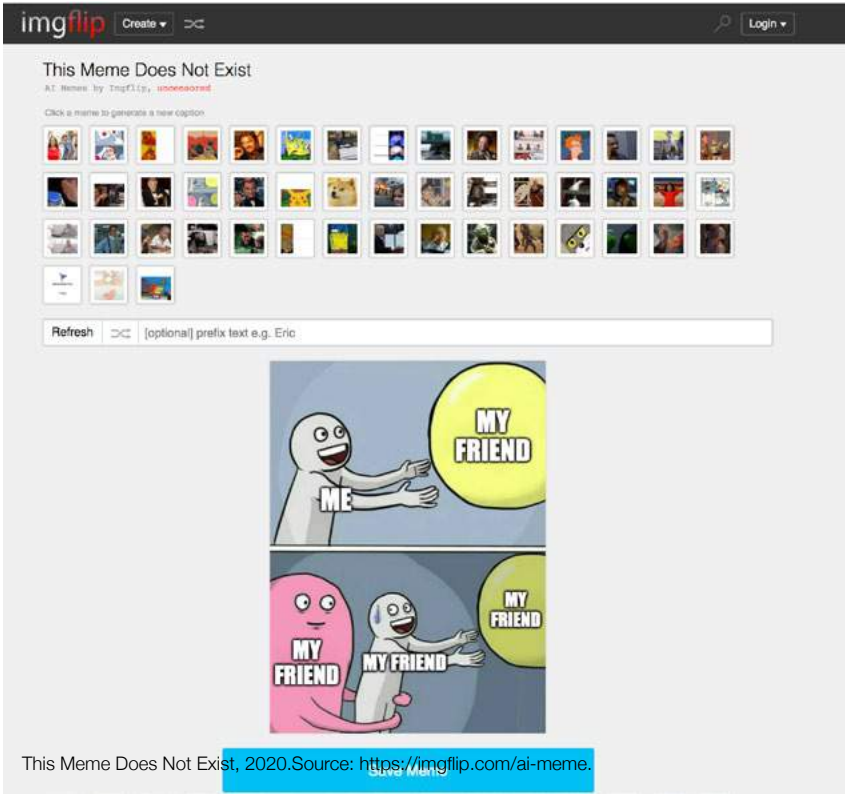 imgflip Create Login
This Meme Does Not Exist
AI Memes by Imgflip, uncensored
Click a meme to generate a new caption
Refresh [optional] prefix text e.g. Eric
MY
FRIEND
ME
MY
FRIEND
MY
FRIEND
MY FRIEND
Save Meme
This Meme Does Not Exist, 2020.Source: https://imgflip.com/ai-meme.